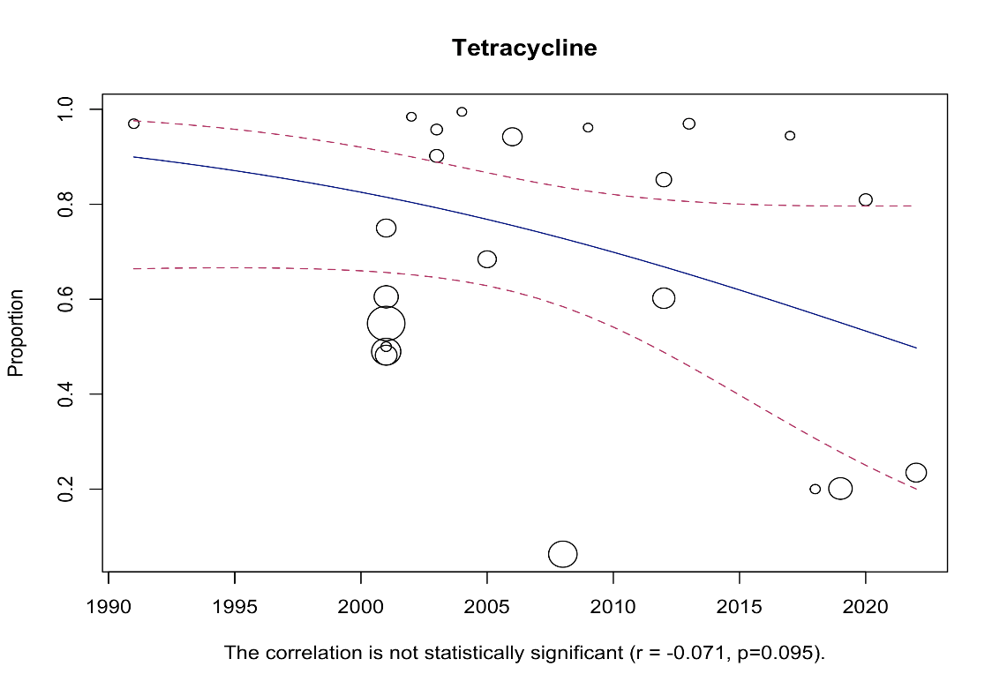 Tetracycline
Proportion
1.0
0.8
0.6
0.4
0.2
1990 1995 2000 2005 2010 2015 2020
The correlation is not statistically significant (r = -0.071, p=0.095).